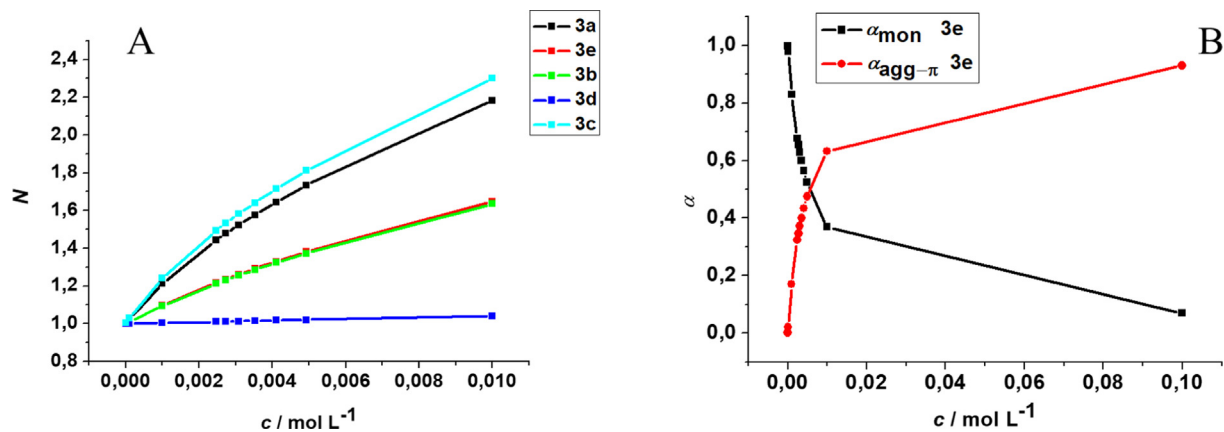 A
3a
3e
3b
3d
3c
2,4
2,2
2,0
1,8
1,6
1,4
1,2
1,0
0,8
N
0,000 0,002 0,004 0,006 0,008 0,010
c / mol L⁻¹
B
αmon 3e
αagg−π 3e
1,0
0,8
0,6
0,4
0,2
0,0
α
0,00 0,02 0,04 0,06 0,08 0,10
c / mol L⁻¹